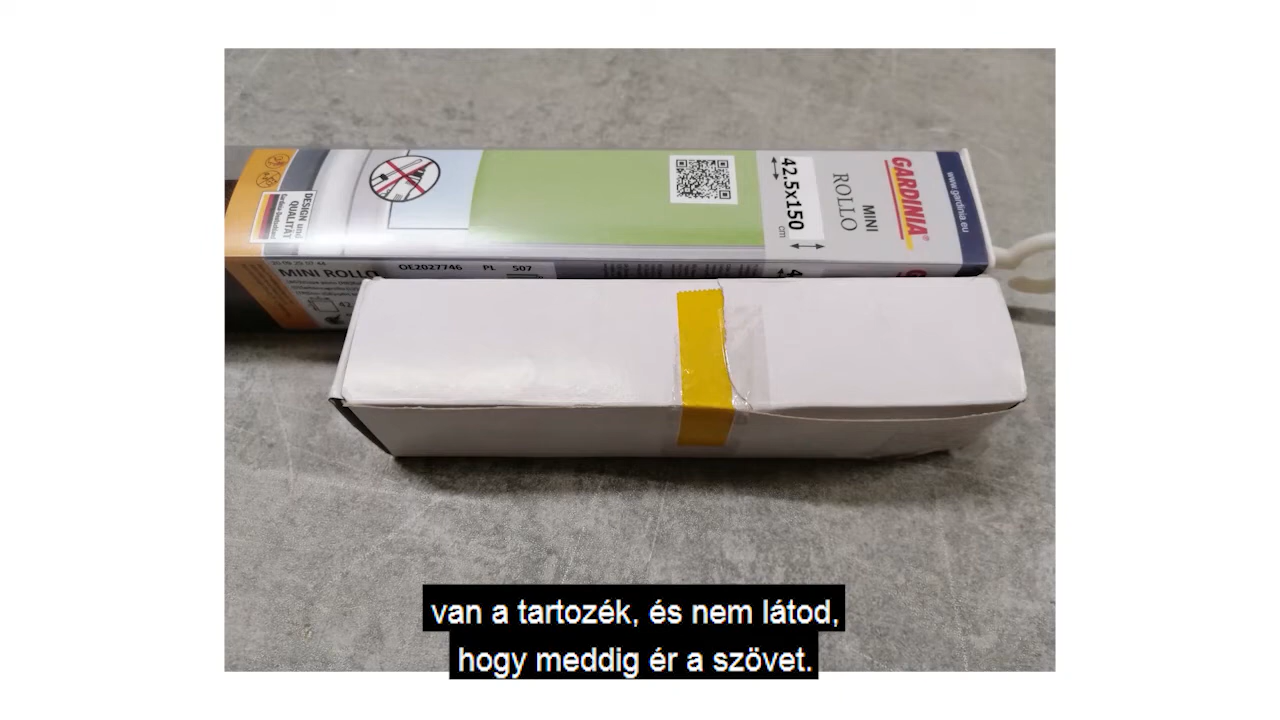 DESIGN und
QUALITÄT
42.5x150
cm
MINI
ROLLO
GARDINIA®
www.gardinia.eu
MINI ROLLO
OE2027746 PL 507
van a tartozék, és nem látod,
hogy meddig ér a szövet.